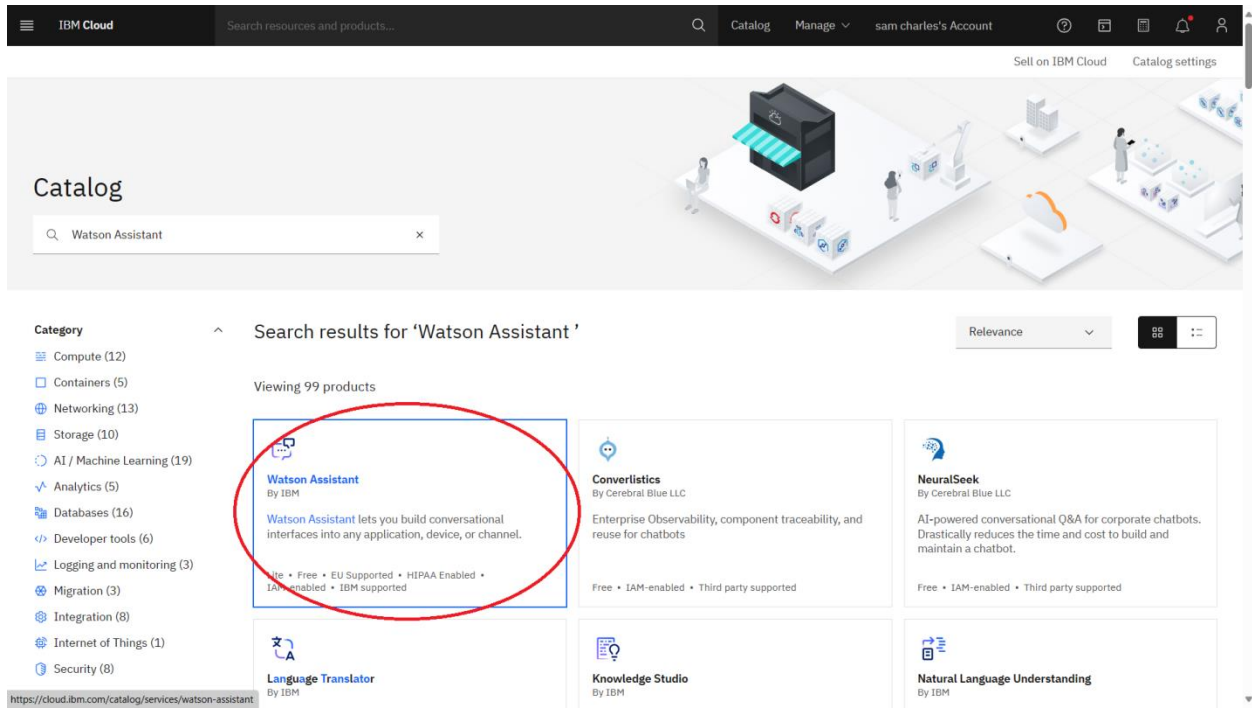 IBM Cloud
Search resources and products...
Catalog
Manage
sam charles's Account
Sell on IBM Cloud
Catalog settings
Catalog
Watson Assistant
Category
Compute (12)
Containers (5)
Networking (13)
Storage (10)
AI / Machine Learning (19)
Analytics (5)
Databases (16)
Developer tools (6)
Logging and monitoring (3)
Migration (3)
Integration (8)
Internet of Things (1)
Security (8)
Search results for ‘Watson Assistant ’
Relevance
Viewing 99 products
Watson Assistant
By IBM
Watson Assistant lets you build conversational
interfaces into any application, device, or channel.
Lite • Free • EU Supported • HIPAA Enabled •
IAM-enabled • IBM supported
Converlistics
By Cerebral Blue LLC
Enterprise Observability, component traceability, and
reuse for chatbots
Free • IAM-enabled • Third party supported
NeuralSeek
By Cerebral Blue LLC
AI-powered conversational Q&A for corporate chatbots.
Drastically reduces the time and cost to build and
maintain a chatbot.
Free • IAM-enabled • Third party supported
Language Translator
By IBM
Knowledge Studio
By IBM
Natural Language Understanding
By IBM
https://cloud.ibm.com/catalog/services/watson-assistant